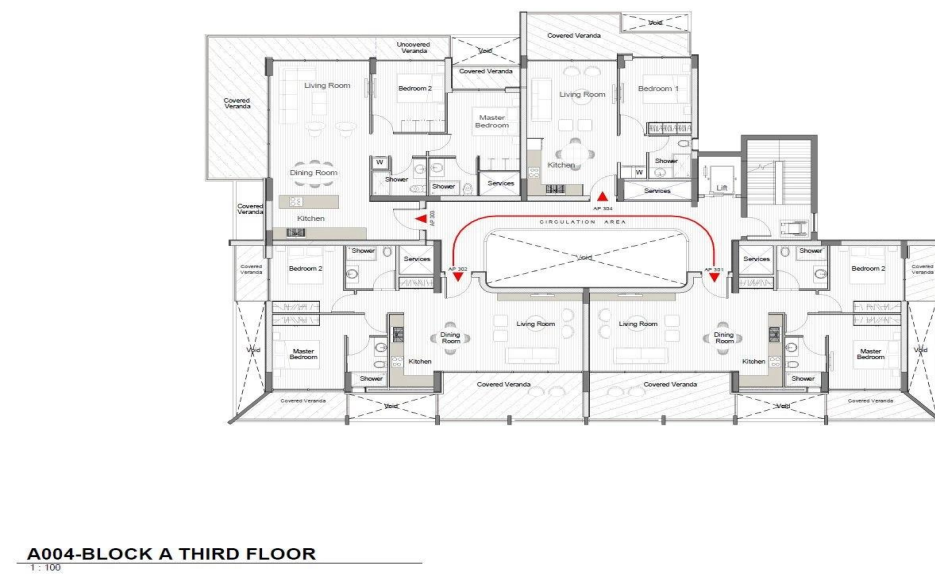 Void
Covered Veranda
Uncovered
Veranda
Void
Covered Veranda
Living Room
Bedroom 2
Living Room
Bedroom 1
Covered
Veranda
Master
Bedroom
Kitchen
W
Shower
Shower
Services
W
Shower
Services
Lift
Dining Room
Covered
Veranda
Kitchen
AP 303
AP 304
CIRCULATION AREA
Void
Covered
Veranda
Bedroom 2
Shower
Services
AP 302
AP 301
Services
Shower
Bedroom 2
Covered
Veranda
Void
Master
Bedroom
Shower
Kitchen
Dining
Room
Living Room
Living Room
Dining
Room
Kitchen
Shower
Master
Bedroom
Void
Covered Veranda
Void
Covered Veranda
Covered Veranda
Void
Covered Veranda
A004-BLOCK A THIRD FLOOR
1 : 100